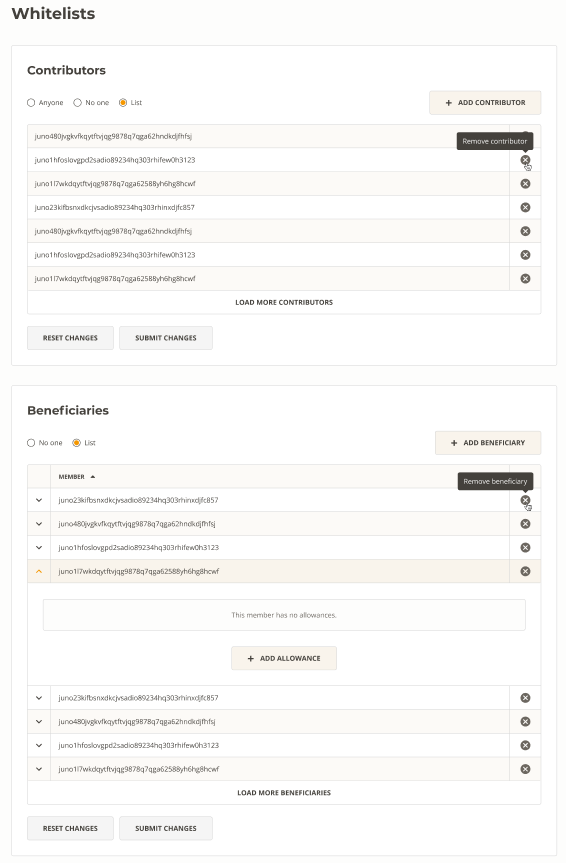 Whitelists
Contributors
Anyone No one List
+ ADD CONTRIBUTOR
juno480jvgkvfkqytftvjqg9878q7qga62hndkdjfhfsj
Remove contributor
juno1hfoslovgpd2sadio89234hq303rhifew0h3123
juno1l7wkdqytftvjqg9878q7qga62588yh6hg8hcwf
juno23kifbsnxdkcjvsadio89234hq303rhinxdjfc857
juno480jvgkvfkqytftvjqg9878q7qga62hndkdjfhfsj
juno1hfoslovgpd2sadio89234hq303rhifew0h3123
juno1l7wkdqytftvjqg9878q7qga62588yh6hg8hcwf
LOAD MORE CONTRIBUTORS
RESET CHANGES SUBMIT CHANGES
Beneficiaries
No one List
+ ADD BENEFICIARY
MEMBER
Remove beneficiary
juno23kifbsnxdkcjvsadio89234hq303rhinxdjfc857
juno480jvgkvfkqytftvjqg9878q7qga62hndkdjfhfsj
juno1hfoslovgpd2sadio89234hq303rhifew0h3123
juno1l7wkdqytftvjqg9878q7qga62588yh6hg8hcwf
This member has no allowances.
+ ADD ALLOWANCE
juno23kifbsnxdkcjvsadio89234hq303rhinxdjfc857
juno480jvgkvfkqytftvjqg9878q7qga62hndkdjfhfsj
juno1hfoslovgpd2sadio89234hq303rhifew0h3123
juno1l7wkdqytftvjqg9878q7qga62588yh6hg8hcwf
LOAD MORE BENEFICIARIES
RESET CHANGES SUBMIT CHANGES